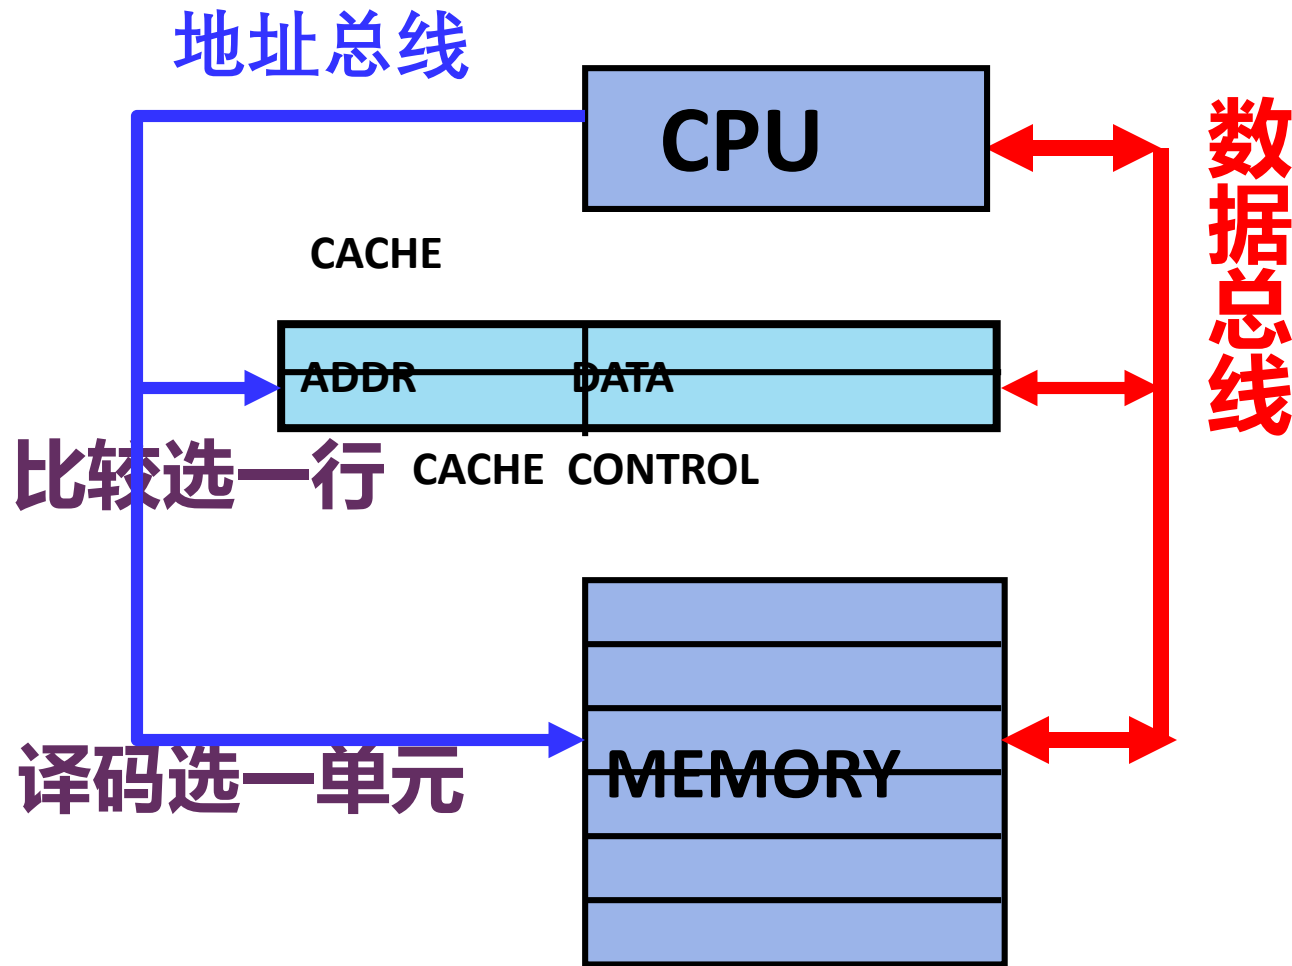 地址总线
CPU
数据总线
CACHE
ADDR
DATA
比较选一行
CACHE CONTROL
译码选一单元
MEMORY